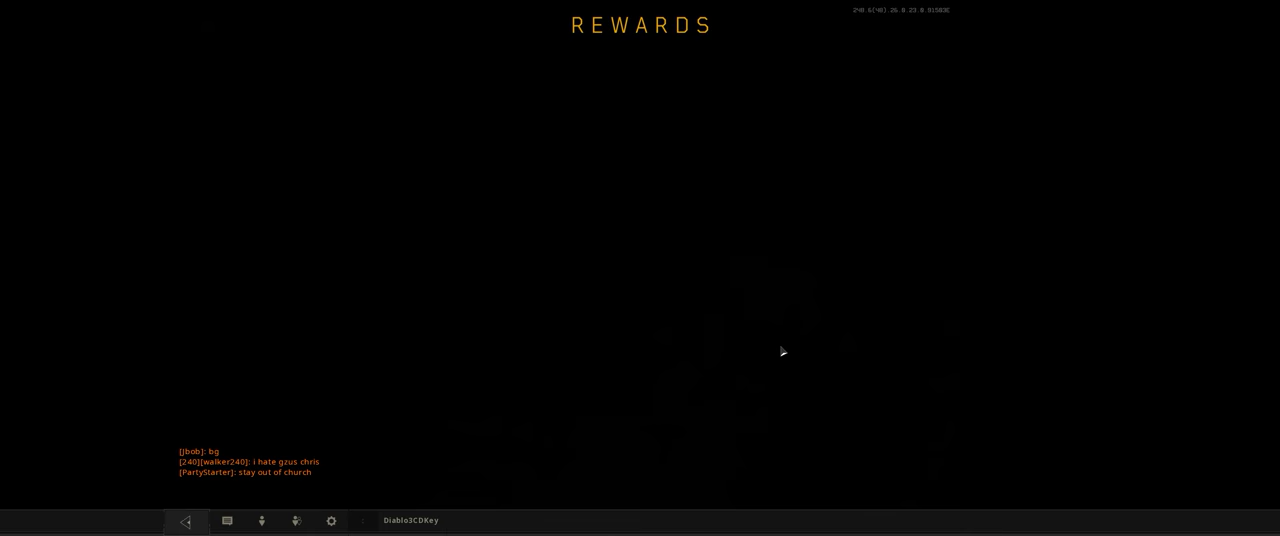 REWARDS
[Jbob]: bg
[240][walker240]: i hate gzus chris
[PartyStarter]: stay out of church
Diablo3CDKey